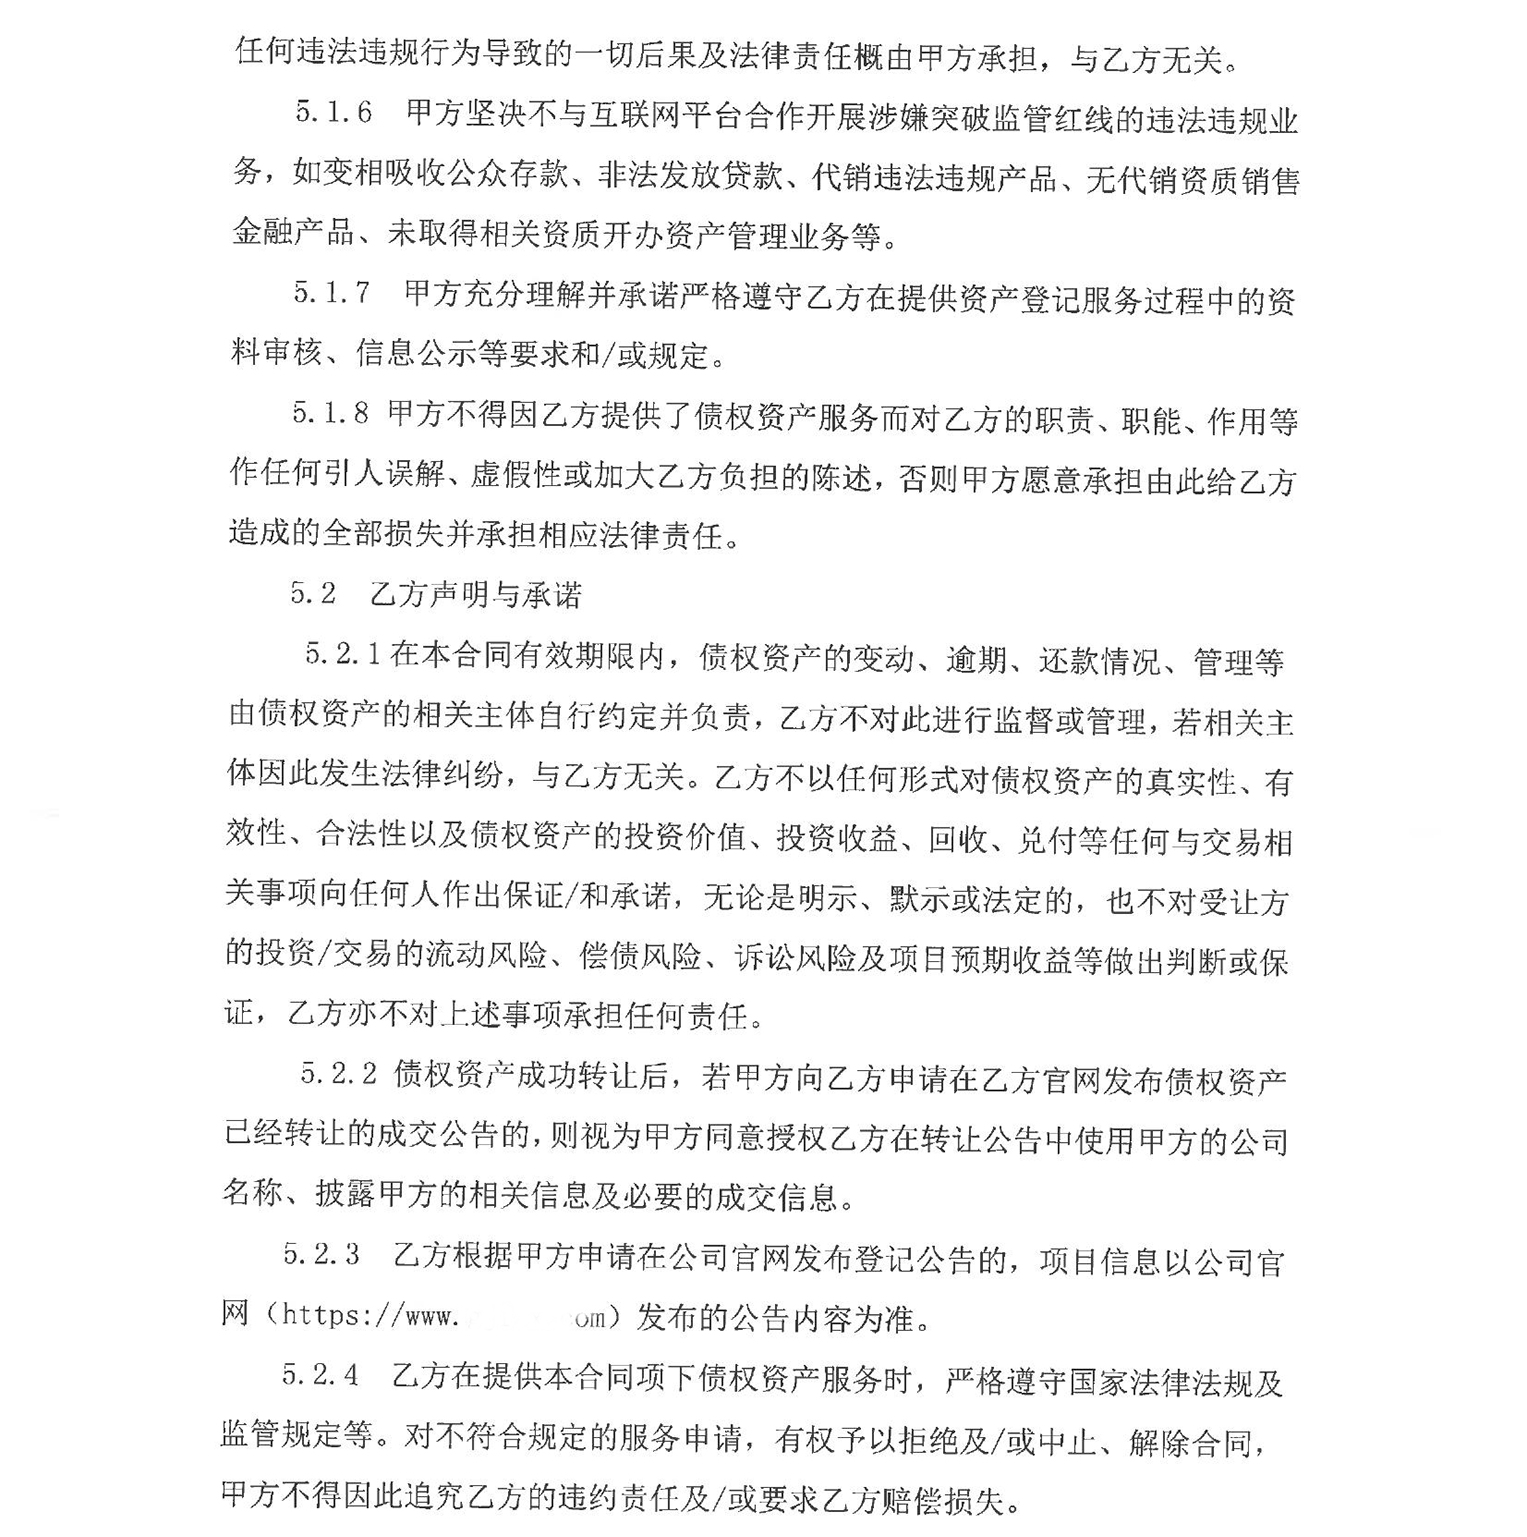 任何违法违规行为导致的一切后果及法律责任概由甲方承担，与乙方无关。
5.1.6 甲方坚决不与互联网平台合作开展涉嫌突破监管红线的违法违规业
务，如变相吸收公众存款、非法发放贷款、代销违法违规产品、无代销资质销售
金融产品、未取得相关资质开办资产管理业务等。
5.1.7 甲方充分理解并承诺严格遵守乙方在提供资产登记服务过程中的资
料审核、信息公示等要求和/或规定。
5.1.8 甲方不得因乙方提供了债权资产服务而对乙方的职责、职能、作用等
作任何引人误解、虚假性或加大乙方负担的陈述，否则甲方愿意承担由此给乙方
造成的全部损失并承担相应法律责任。
5.2 乙方声明与承诺
5.2.1在本合同有效期限内，债权资产的变动、逾期、还款情况、管理等
由债权资产的相关主体自行约定并负责，乙方不对此进行监督或管理，若相关主
体因此发生法律纠纷，与乙方无关。乙方不以任何形式对债权资产的真实性、有
效性、合法性以及债权资产的投资价值、投资收益、回收、兑付等任何与交易相
关事项向任何人作出保证/和承诺，无论是明示、默示或法定的，也不对受让方
的投资/交易的流动风险、偿债风险、诉讼风险及项目预期收益等做出判断或保
证，乙方亦不对上述事项承担任何责任。
5.2.2 债权资产成功转让后，若甲方向乙方申请在乙方官网发布债权资产
已经转让的成交公告的，则视为甲方同意授权乙方在转让公告中使用甲方的公司
名称、披露甲方的相关信息及必要的成交信息。
5.2.3 乙方根据甲方申请在公司官网发布登记公告的，项目信息以公司官
网（https://www. om）发布的公告内容为准。
5.2.4 乙方在提供本合同项下债权资产服务时，严格遵守国家法律法规及
监管规定等。对不符合规定的服务申请，有权予以拒绝及/或中止、解除合同，
甲方不得因此追究乙方的违约责任及/或要求乙方赔偿损失。